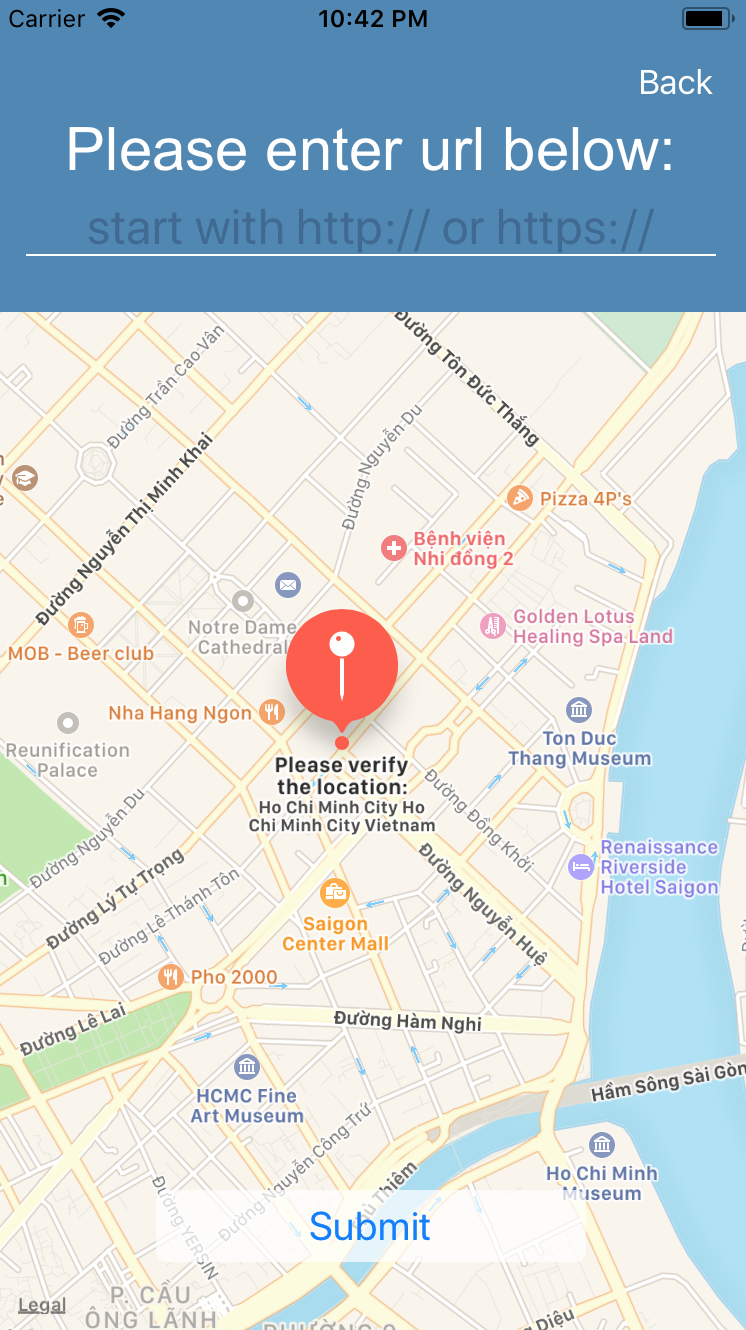 Carrier
10:42 PM
Back
Please enter url below:
start with http:// or https://
Đường Trần Cao Vân
Đường Tôn Đức Thắng
Đường Nguyễn Du
Đường Nguyễn Thị Minh Khai
Pizza 4P's
Bệnh viện
Nhi đồng 2
Notre Dame
Cathedral
Golden Lotus
Healing Spa Land
MOB - Beer club
Nha Hang Ngon
Reunification
Palace
Ton Duc
Thang Museum
Please verify
the location:
Ho Chi Minh City Ho
Chi Minh City Vietnam
Đường Nguyễn Du
Đường Đồng Khởi
Renaissance
Riverside
Hotel Saigon
Đường Lý Tự Trọng
Đường Lê Thánh Tôn
Đường Nguyễn Huệ
Saigon
Center Mall
Pho 2000
Đường Lê Lai
Đường Hàm Nghi
Hầm Sông Sài Gòn
HCMC Fine
Art Museum
Đường Nguyễn Công Trứ
Ho Chi Minh
Museum
Thiêm
Đường YERSIN
Submit
Legal
P. CẦU
ÔNG LÃNH
Diệu